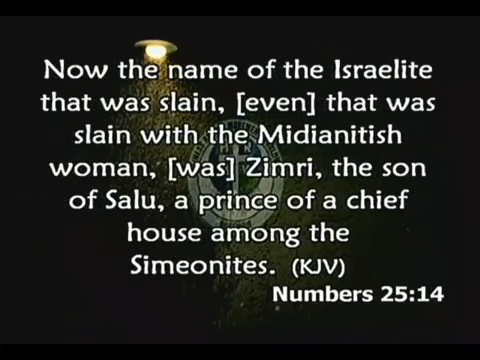 Now the name of the Israelite
that was slain, [even] that was
slain with the Midianitish
woman, [was] Zimri, the son
of Salu, a prince of a chief
house among the
Simeonites. (KJV)
Numbers 25:14